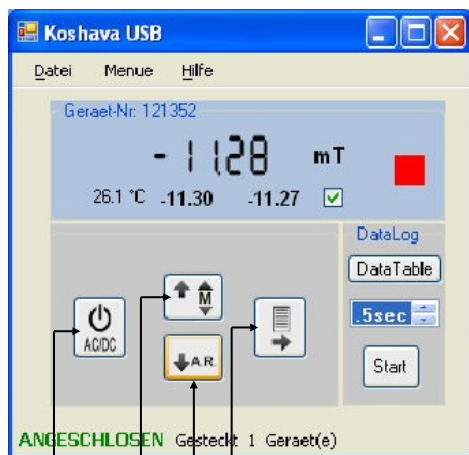 Koshava USB
Datei Menue Hilfe
Geraet-Nr: 121352
-11.28 mT
26.1 °C -11.30 -11.27
DataLog
DataTable
M
.5sec
AC/DC
A.R.
Start
ANGESCHLOSEN Gesteckt 1 Geraet(e)